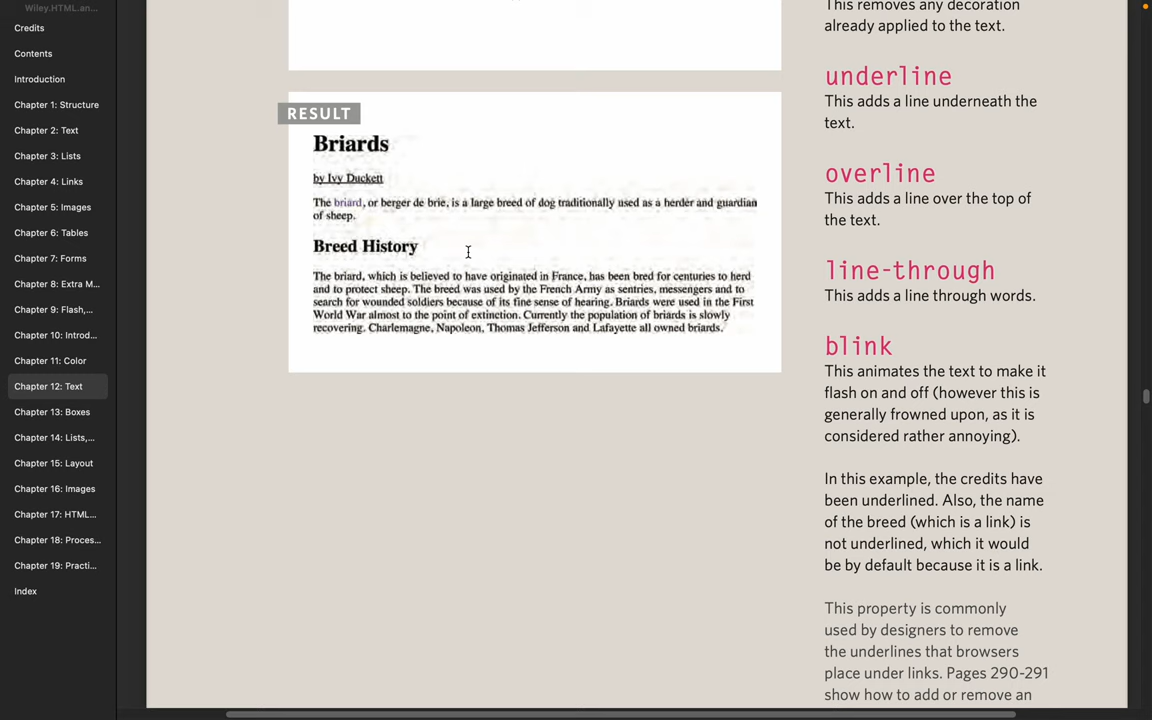 Wiley.HTML.an...
Credits
Contents
Introduction
Chapter 1: Structure
Chapter 2: Text
Chapter 3: Lists
Chapter 4: Links
Chapter 5: Images
Chapter 6: Tables
Chapter 7: Forms
Chapter 8: Extra M...
Chapter 9: Flash,...
Chapter 10: Introd...
Chapter 11: Color
Chapter 12: Text
Chapter 13: Boxes
Chapter 14: Lists,...
Chapter 15: Layout
Chapter 16: Images
Chapter 17: HTML...
Chapter 18: Proces...
Chapter 19: Practi...
Index
RESULT
Briards
by Ivy Duckett
The briard, or berger de brie, is a large breed of dog traditionally used as a herder and guardian
of sheep.
Breed History
The briard, which is believed to have originated in France, has been bred for centuries to herd
and to protect sheep. The breed was used by the French Army as sentries, messengers and to
search for wounded soldiers because of its fine sense of hearing. Briards were used in the First
World War almost to the point of extinction. Currently the population of briards is slowly
recovering. Charlemagne, Napoleon, Thomas Jefferson and Lafayette all owned briards.
This removes any decoration
already applied to the text.
underline
This adds a line underneath the
text.
overline
This adds a line over the top of
the text.
line-through
This adds a line through words.
blink
This animates the text to make it
flash on and off (however this is
generally frowned upon, as it is
considered rather annoying).
In this example, the credits have
been underlined. Also, the name
of the breed (which is a link) is
not underlined, which it would
be by default because it is a link.
This property is commonly
used by designers to remove
the underlines that browsers
place under links. Pages 290-291
show how to add or remove an